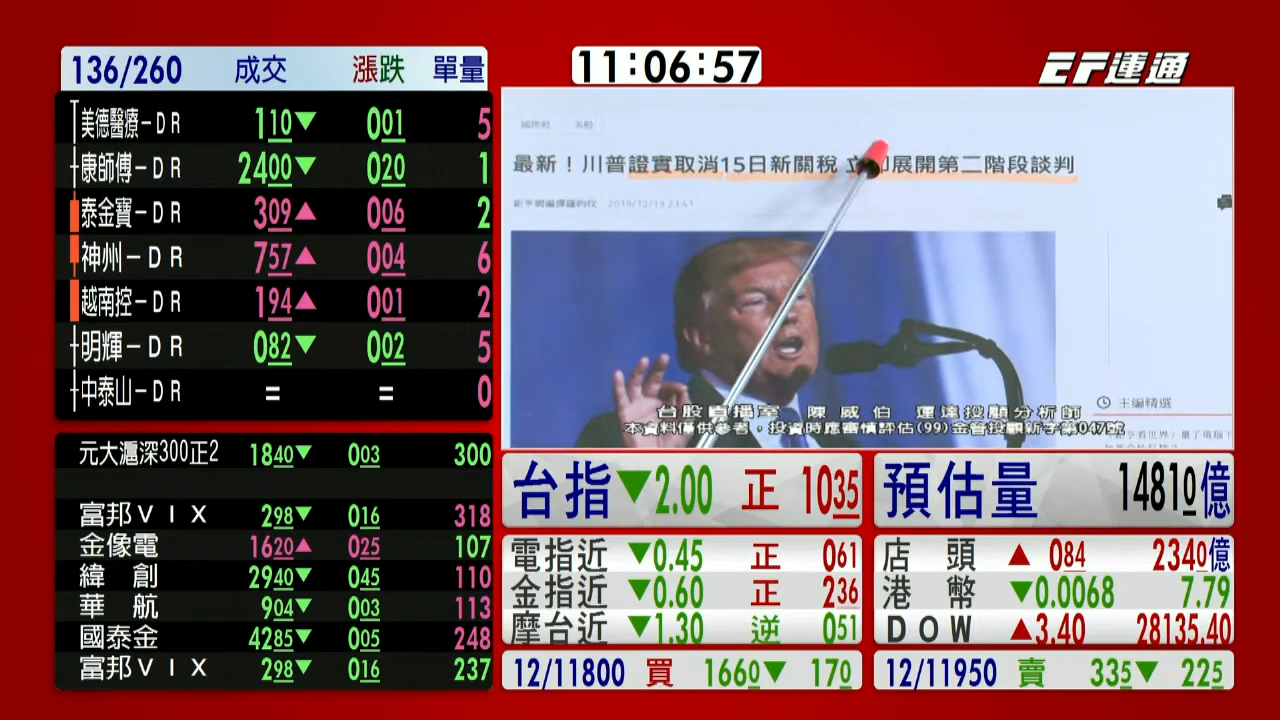 136/260 成交 漲跌 單量
11:06:57
EF運通
美德醫療-DR 110▼ 001 5
康師傅-DR 2400▼ 020 1
泰金寶-DR 309▲ 006 2
神州-DR 757▲ 004 6
越南控-DR 194▲ 001 2
明輝-DR 082▼ 002 5
中泰山-DR = = 0
元大滬深300正2 1840▼ 003 300
富邦VIX 298▼ 016 318
金像電 1620▲ 025 107
緯 創 2940▼ 045 110
華 航 904▼ 003 113
國泰金 4285▼ 005 248
富邦VIX 298▼ 016 237
最新！川普證實取消15日新關稅 立即展開第二階段談判
2019/12/13 23:41
主編精選
台股直播室 陳威伯 運達投顧分析師
本資料僅供參考，投資時應審慎評估(99)金管投顧新字第047號
台指▼2.00 正 1035
預估量 14810億
電指近 ▼0.45 正 061
金指近 ▼0.60 正 236
摩台近 ▼1.30 逆 051
店 頭 ▲ 084 2340億
港 幣 ▼0.0068 7.79
DOW ▲3.40 28135.40
12/11800 買 1660▼ 170
12/11950 賣 335▼ 225